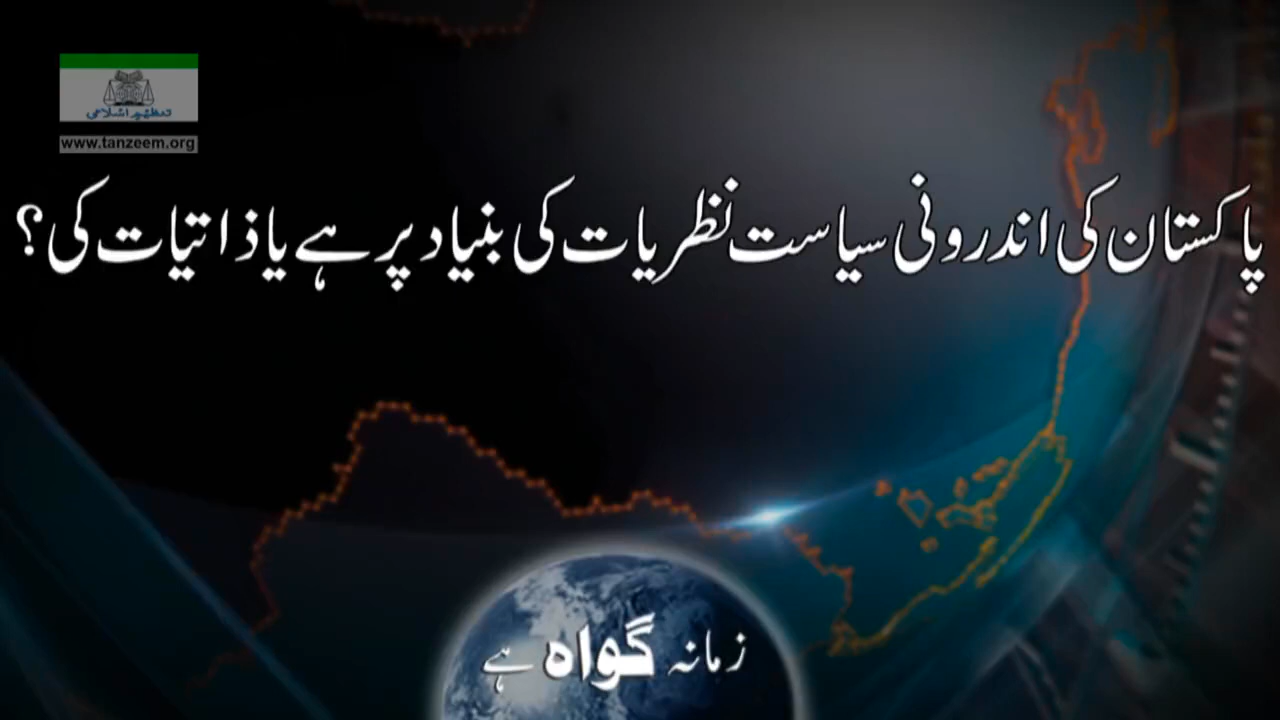 تنظیم اسلامی
www.tanzeem.org
پاکستان کی اندرونی سیاست نظریات کی بنیاد پر ہے یا ذاتیات کی؟
زمانہ گواہ ہے